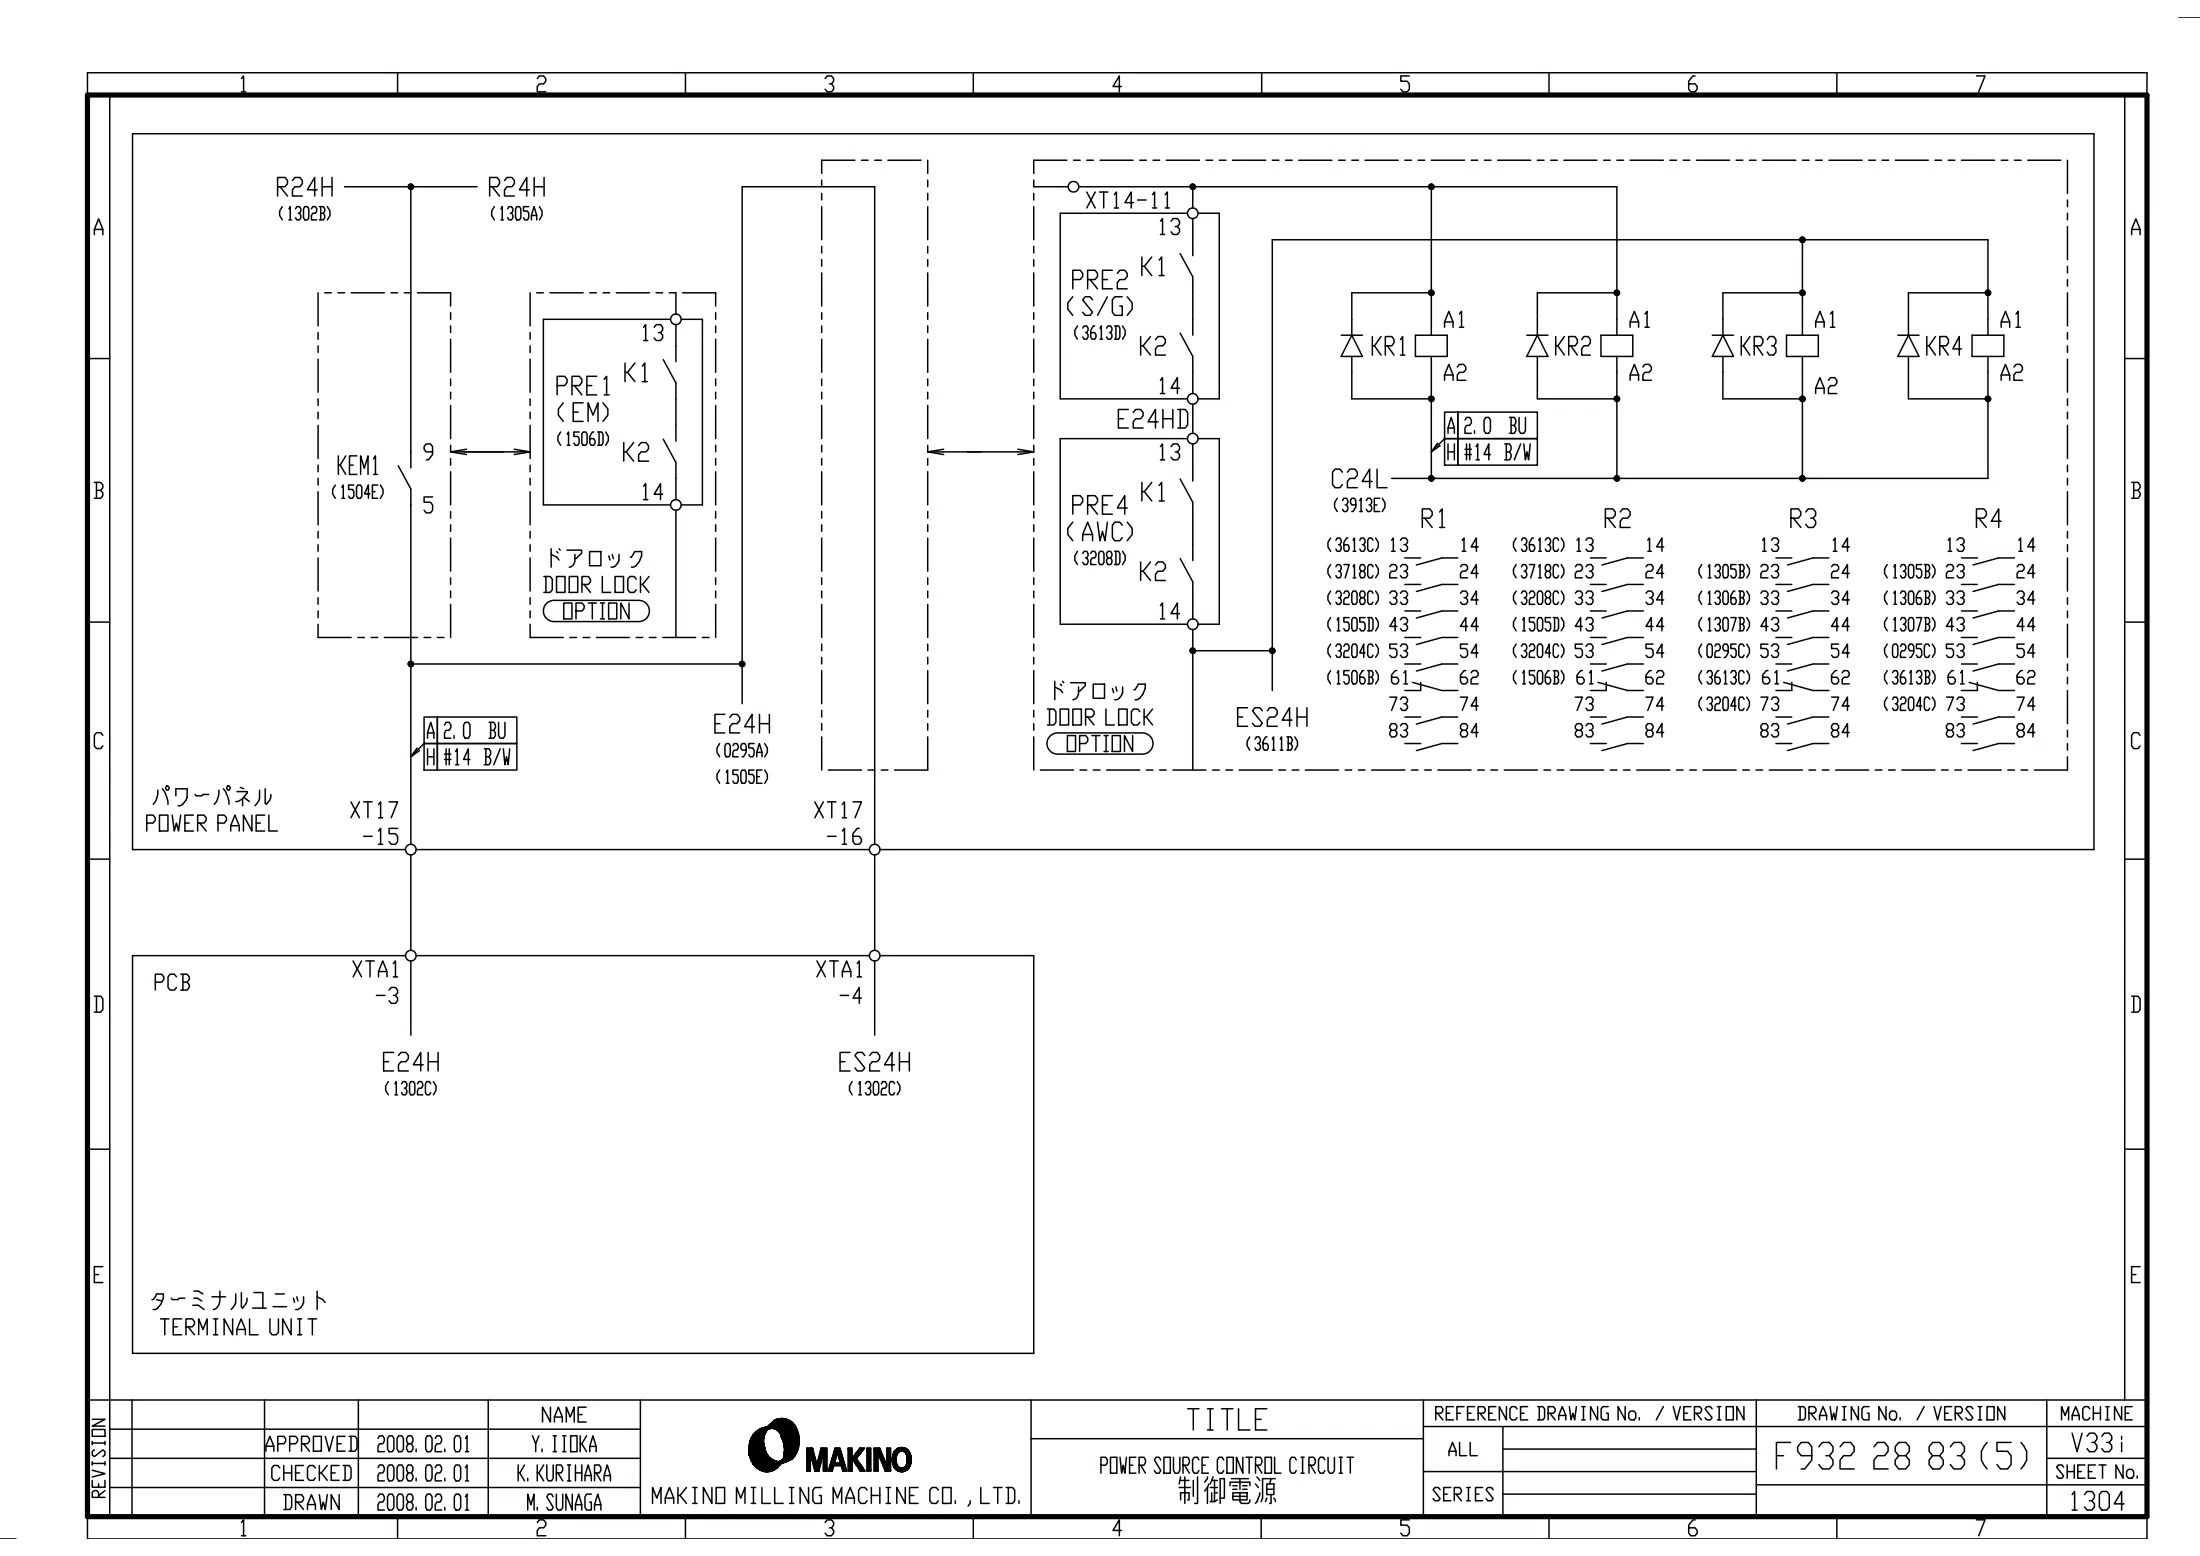 1 2 3 4 5 6 7
A
B
C
D
E
R24H
(1302B)
R24H
(1305A)
KEM1
(1504E)
9
5
13
K1
PRE1
(EM)
(1506D)
K2
14
ドアロック
DOOR LOCK
OPTION
A 2.0 BU
H #14 B/W
E24H
(0295A)
(1505E)
XT17
-15
XT17
-16
パワーパネル
POWER PANEL
XT14-11
13
K1
PRE2
(S/G)
(3613D)
K2
14
E24HD
13
K1
PRE4
(AWC)
(3208D)
K2
14
ドアロック
DOOR LOCK
OPTION
ES24H
(3611B)
A1
KR1
A2
A1
KR2
A2
A1
KR3
A2
A1
KR4
A2
A 2.0 BU
H #14 B/W
C24L
(3913E)
R1
(3613C) 13 14
(3718C) 23 24
(3208C) 33 34
(1505D) 43 44
(3204C) 53 54
(1506B) 61 62
73 74
83 84
R2
(3613C) 13 14
(3718C) 23 24
(3208C) 33 34
(1505D) 43 44
(3204C) 53 54
(1506B) 61 62
73 74
83 84
R3
13 14
(1305B) 23 24
(1306B) 33 34
(1307B) 43 44
(0295C) 53 54
(3613C) 61 62
(3204C) 73 74
83 84
R4
13 14
(1305B) 23 24
(1306B) 33 34
(1307B) 43 44
(0295C) 53 54
(3613B) 61 62
(3204C) 73 74
83 84
A
B
C
D
E
PCB
XTA1
-3
XTA1
-4
E24H
(1302C)
ES24H
(1302C)
ターミナルユニット
TERMINAL UNIT
REVISION
NAME
APPROVED 2008.02.01 Y. IIOKA
CHECKED 2008.02.01 K. KURIHARA
DRAWN 2008.02.01 M. SUNAGA
MAKINO
MAKINO MILLING MACHINE CO.,LTD.
TITLE
POWER SOURCE CONTROL CIRCUIT
制御電源
REFERENCE DRAWING No. / VERSION
ALL
SERIES
DRAWING No. / VERSION
F932 28 83(5)
MACHINE
V33i
SHEET No.
1304
1 2 3 4 5 6 7